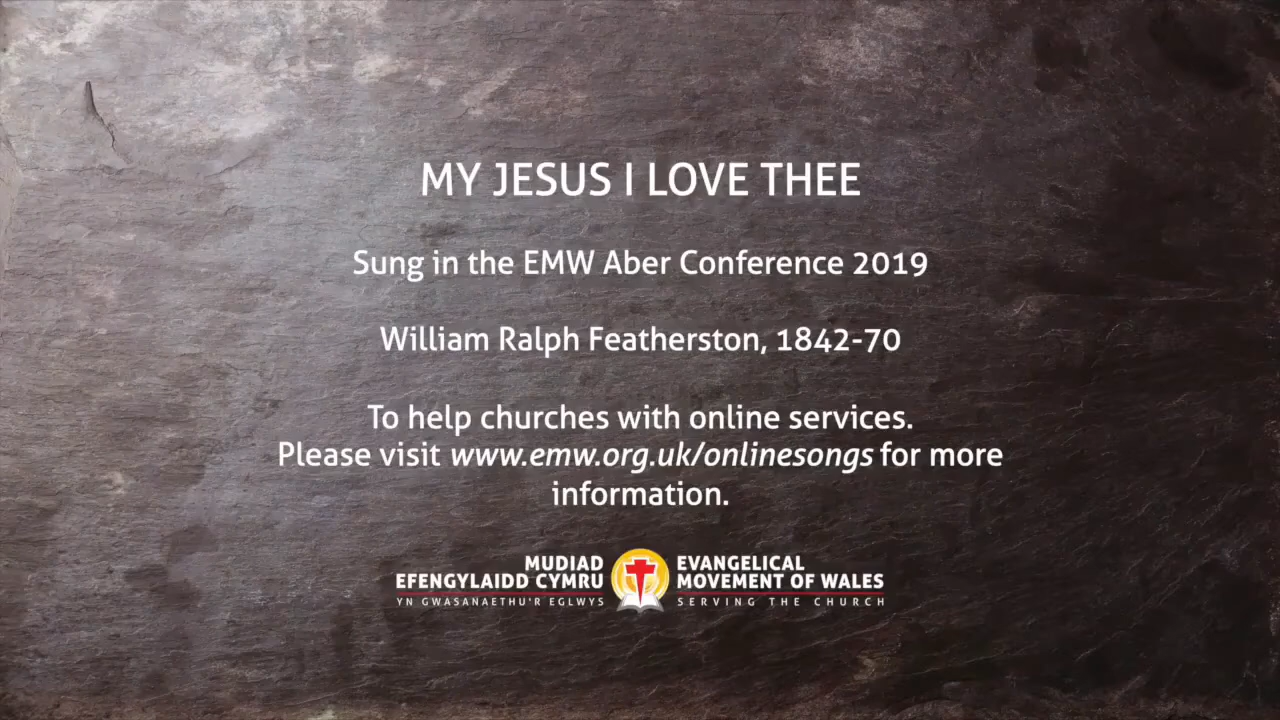 MY JESUS I LOVE THEE
Sung in the EMW Aber Conference 2019
William Ralph Featherston, 1842-70
To help churches with online services.
Please visit www.emw.org.uk/onlinesongs for more
information.
MUDIAD
EFENGYLAIDD CYMRU
YN GWASANAETHU'R EGLWYS
EVANGELICAL
MOVEMENT OF WALES
SERVING THE CHURCH